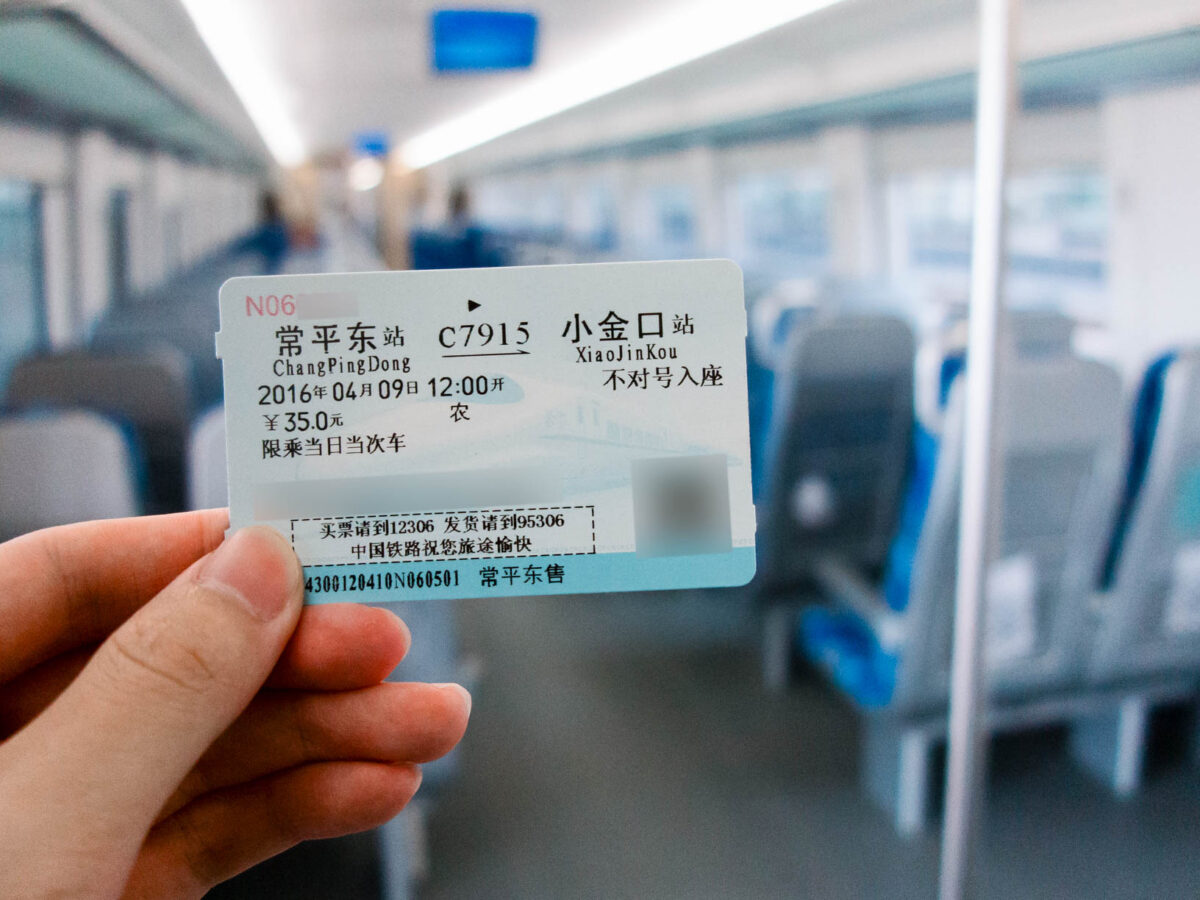 N06
常平东站 C7915 小金口站
ChangPingDong XiaoJinKou
2016年04月09日 12:00开 不对号入座
￥35.0元 农
限乘当日当次车
买票请到12306 发货请到95306
中国铁路祝您旅途愉快
4300120410N060501 常平东售